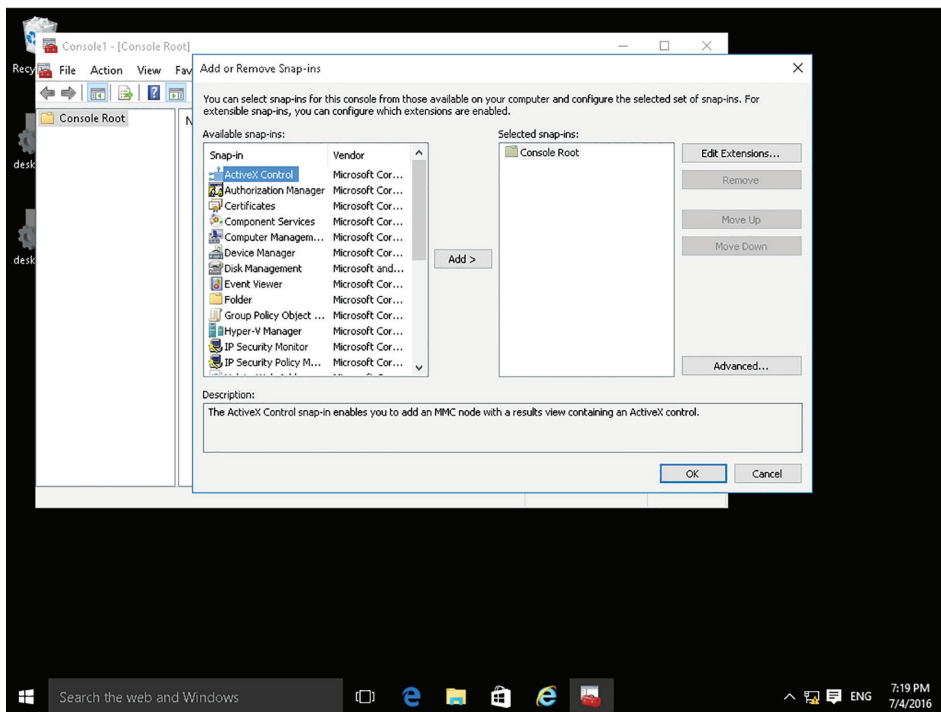 Console1 - [Console Root]
Recy
File Action View Fav
Console Root
N
desk
desk
Add or Remove Snap-ins
You can select snap-ins for this console from those available on your computer and configure the selected set of snap-ins. For
extensible snap-ins, you can configure which extensions are enabled.
Available snap-ins:
Snap-in Vendor
ActiveX Control Microsoft Cor...
Authorization Manager Microsoft Cor...
Certificates Microsoft Cor...
Component Services Microsoft Cor...
Computer Managem... Microsoft Cor...
Device Manager Microsoft Cor...
Disk Management Microsoft and...
Event Viewer Microsoft Cor...
Folder Microsoft Cor...
Group Policy Object ... Microsoft Cor...
Hyper-V Manager Microsoft Cor...
IP Security Monitor Microsoft Cor...
IP Security Policy M... Microsoft Cor...
Add >
Selected snap-ins:
Console Root
Edit Extensions...
Remove
Move Up
Move Down
Advanced...
Description:
The ActiveX Control snap-in enables you to add an MMC node with a results view containing an ActiveX control.
OK Cancel
Search the web and Windows
ENG
7:19 PM
7/4/2016